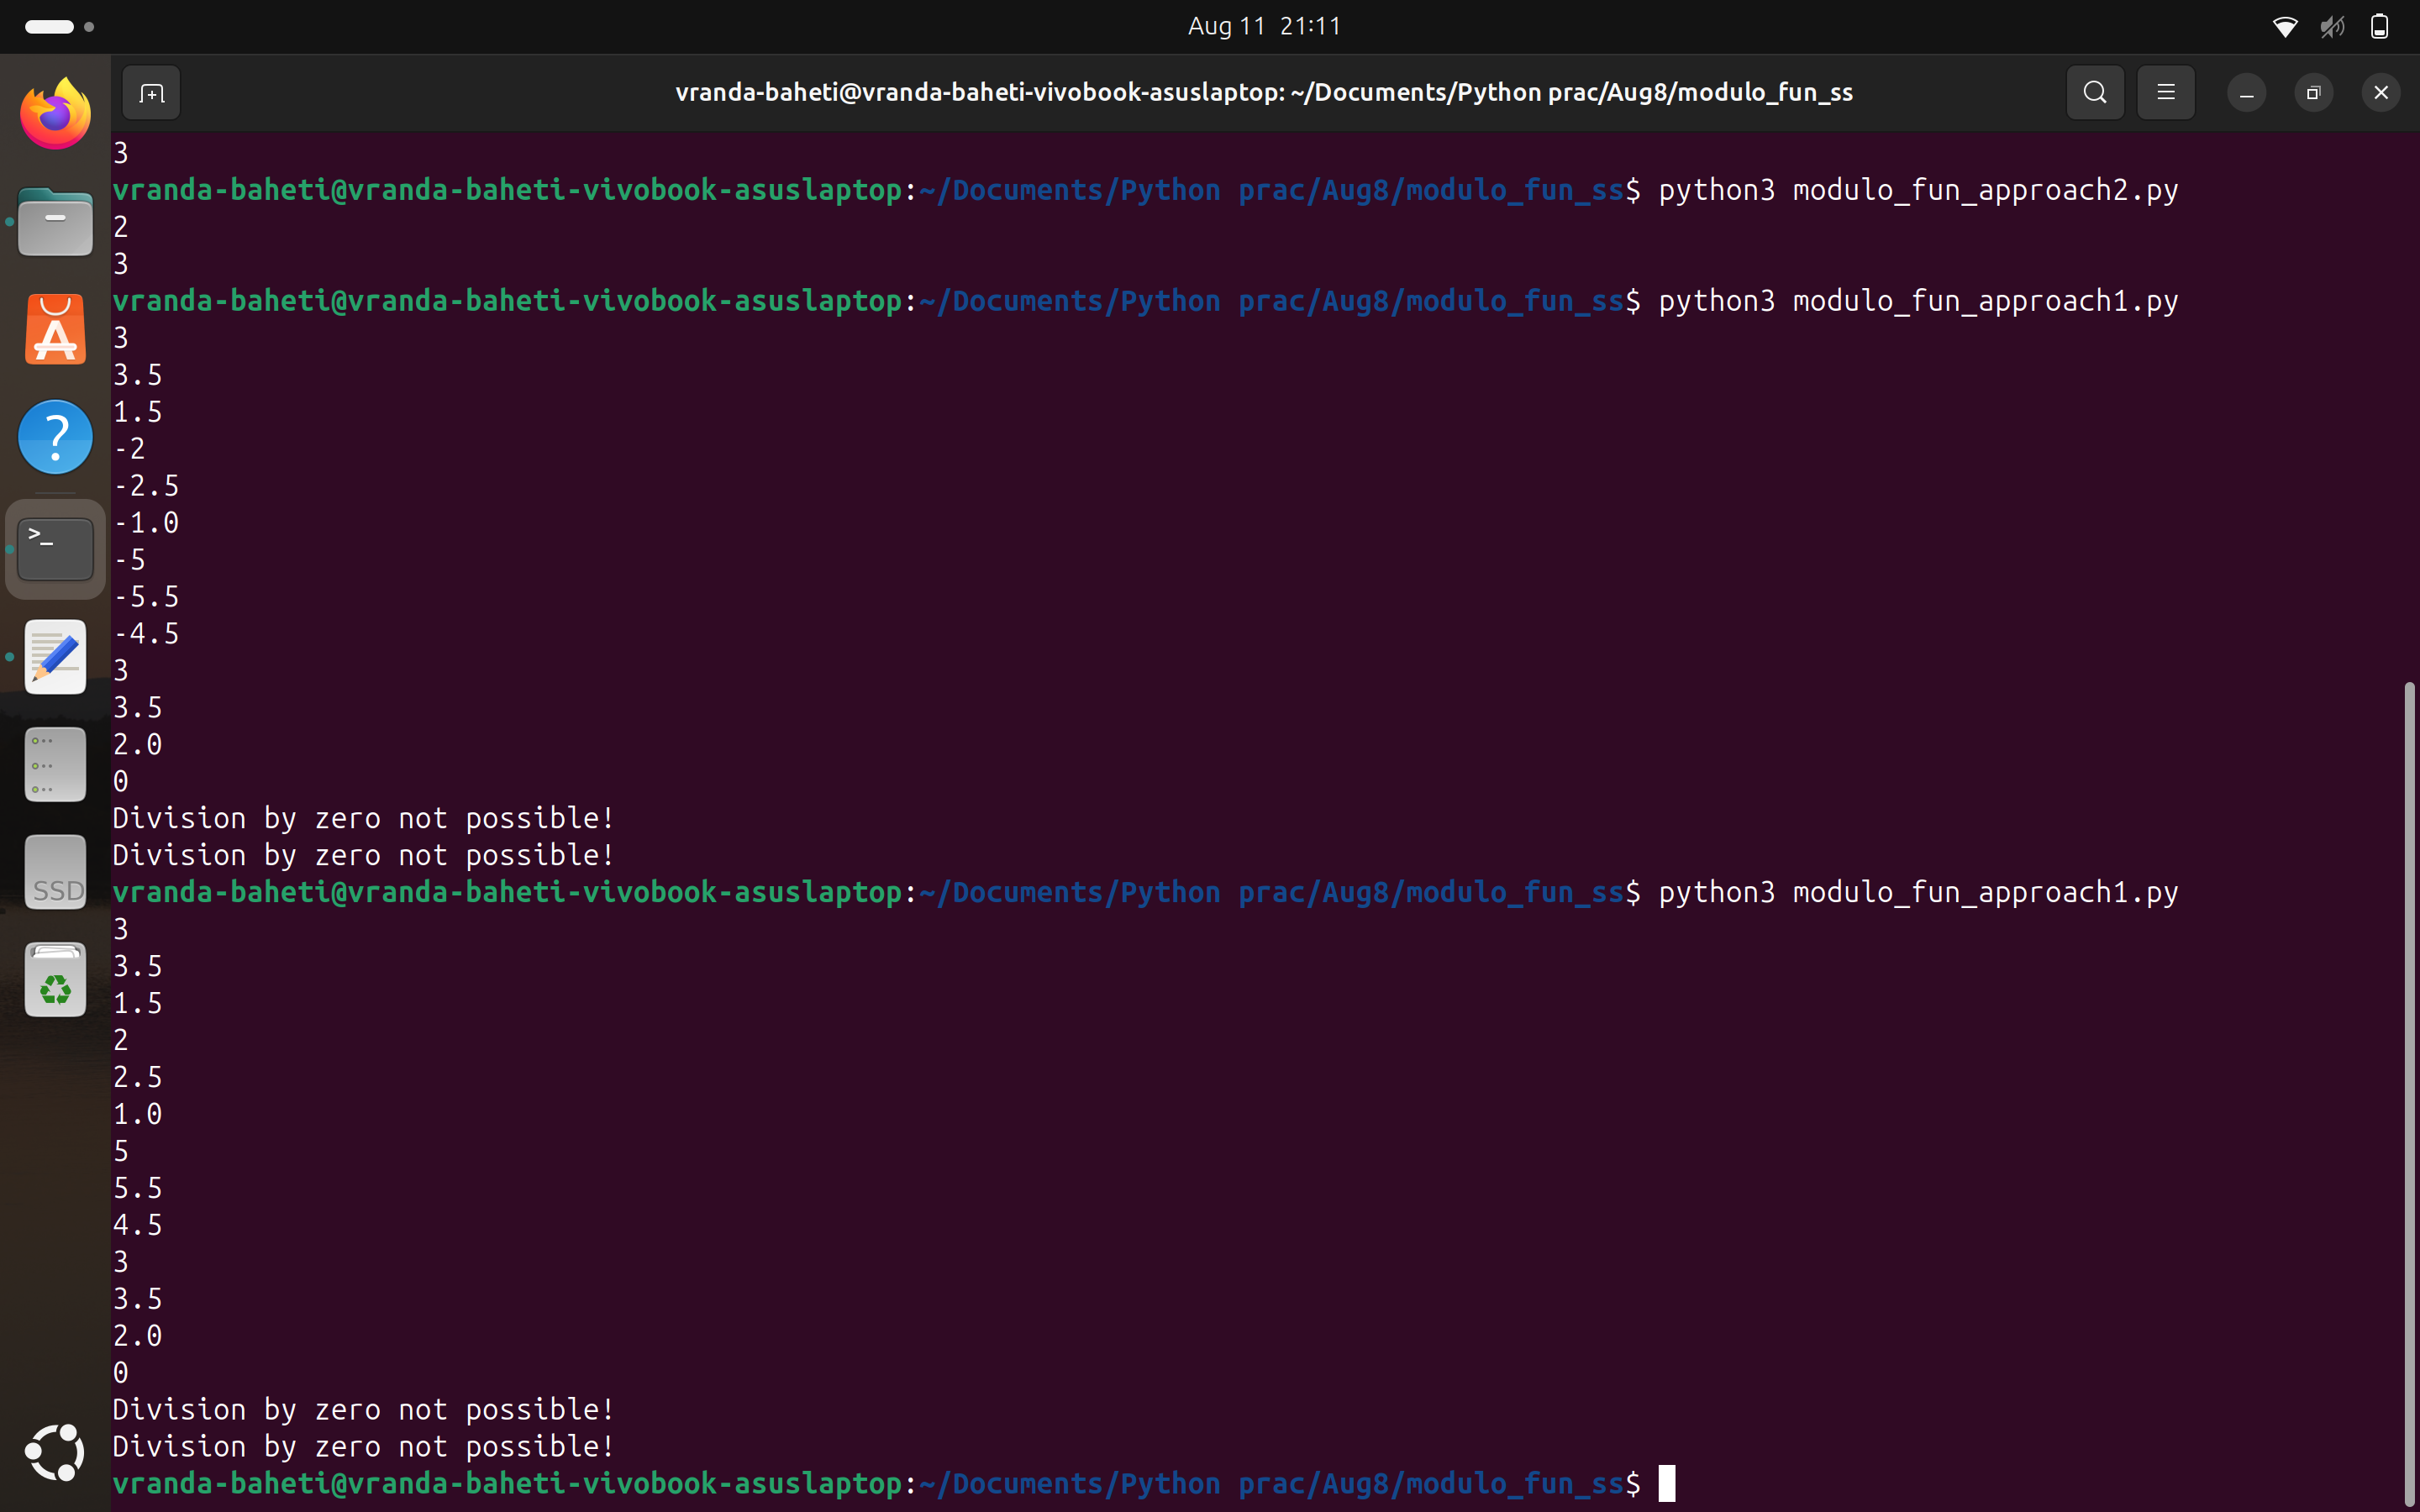 Aug 11 21:11
vranda-baheti@vranda-baheti-vivobook-asuslaptop: ~/Documents/Python prac/Aug8/modulo_fun_ss
3
vranda-baheti@vranda-baheti-vivobook-asuslaptop:~/Documents/Python prac/Aug8/modulo_fun_ss$ python3 modulo_fun_approach2.py
2
3
vranda-baheti@vranda-baheti-vivobook-asuslaptop:~/Documents/Python prac/Aug8/modulo_fun_ss$ python3 modulo_fun_approach1.py
3
3.5
1.5
-2
-2.5
-1.0
-5
-5.5
-4.5
3
3.5
2.0
0
Division by zero not possible!
Division by zero not possible!
vranda-baheti@vranda-baheti-vivobook-asuslaptop:~/Documents/Python prac/Aug8/modulo_fun_ss$ python3 modulo_fun_approach1.py
3
3.5
1.5
2
2.5
1.0
5
5.5
4.5
3
3.5
2.0
0
Division by zero not possible!
Division by zero not possible!
vranda-baheti@vranda-baheti-vivobook-asuslaptop:~/Documents/Python prac/Aug8/modulo_fun_ss$
SSD